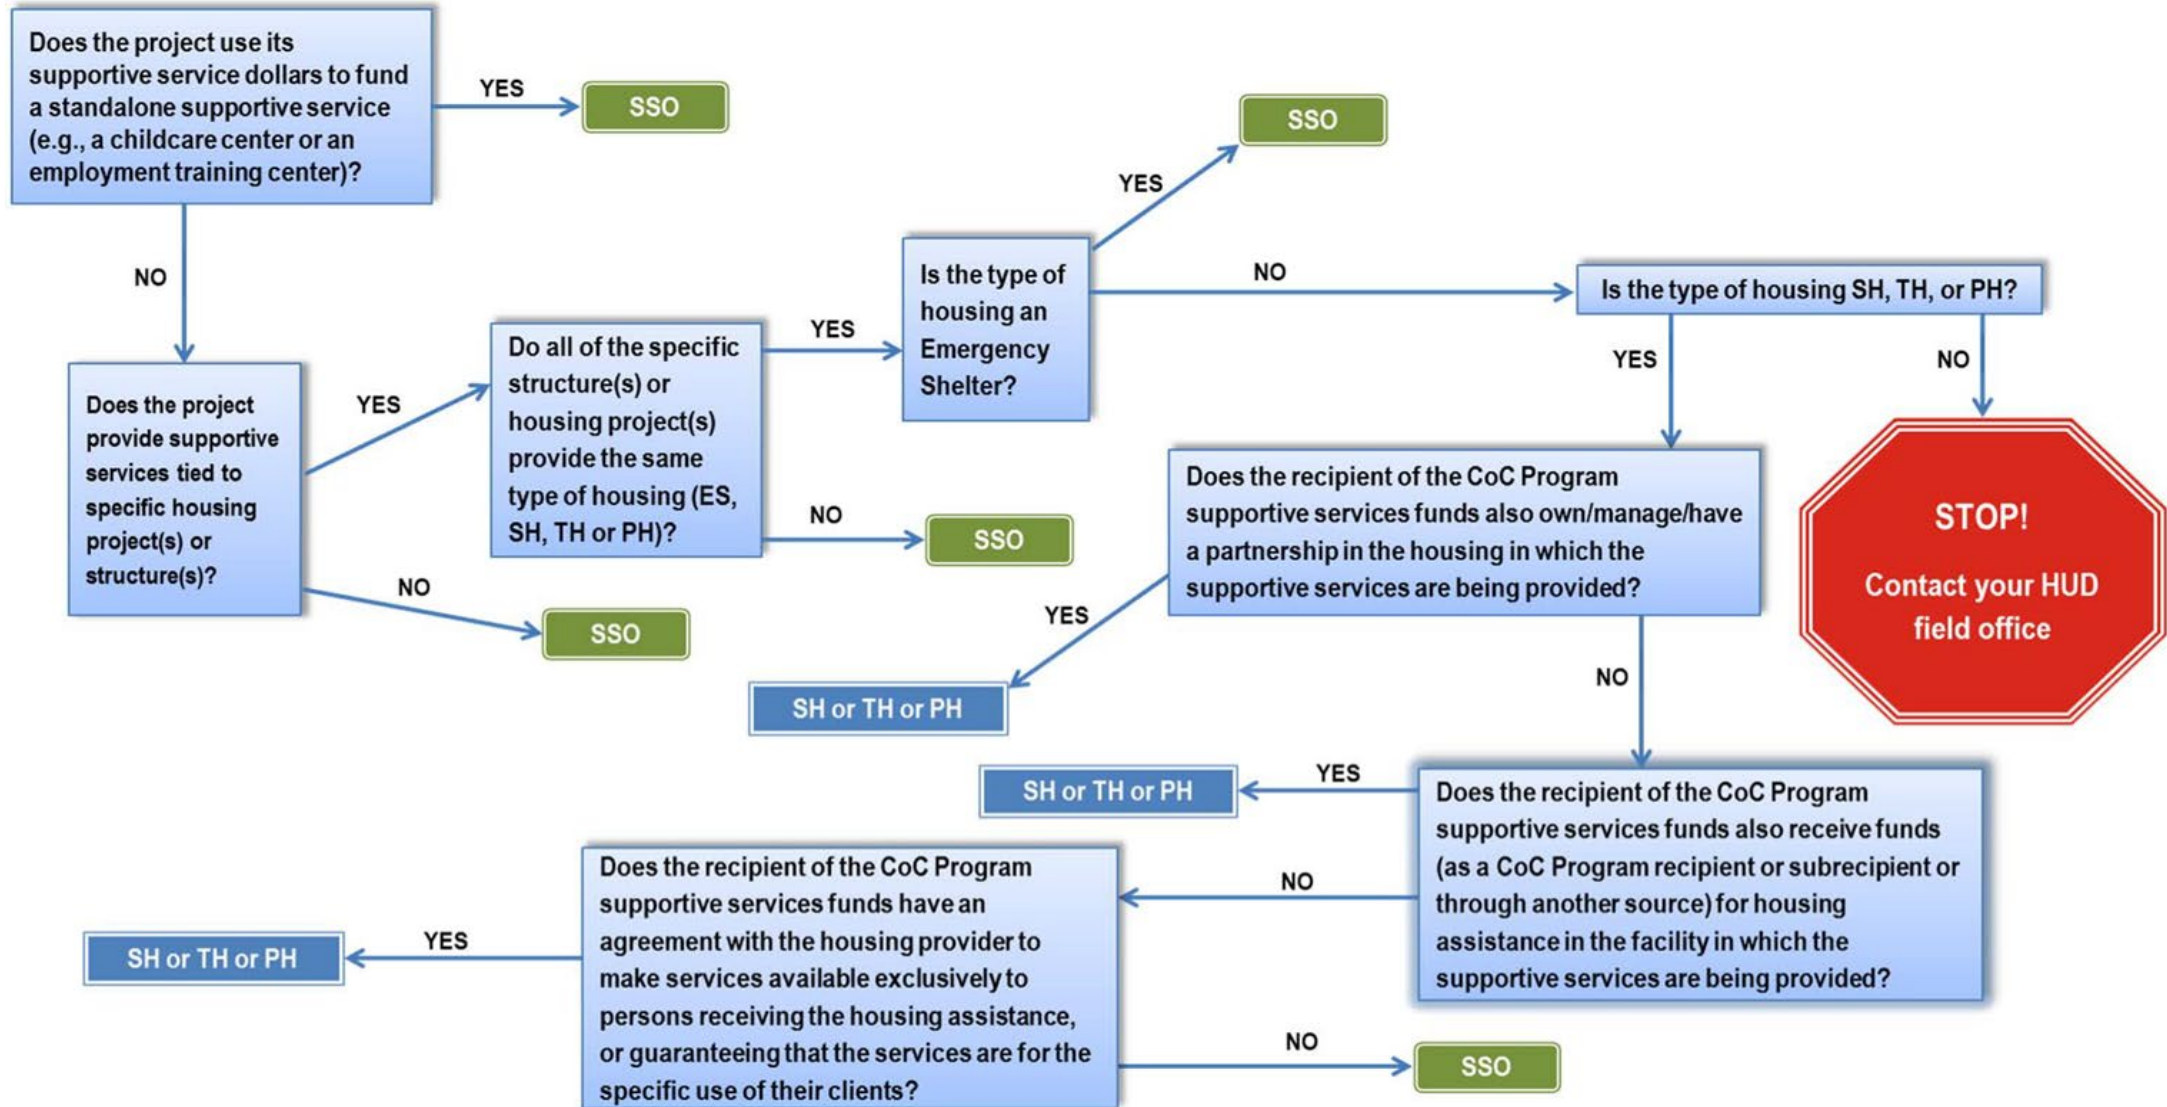 Does the project use its
supportive service dollars to fund
a standalone supportive service
(e.g., a childcare center or an
employment training center)?
YES
SSO
NO
Does the project
provide supportive
services tied to
specific housing
project(s) or
structure(s)?
YES
NO
SSO
Do all of the specific
structure(s) or
housing project(s)
provide the same
type of housing (ES,
SH, TH or PH)?
YES
NO
SSO
Is the type of
housing an
Emergency
Shelter?
YES
SSO
NO
Is the type of housing SH, TH, or PH?
YES
NO
STOP!
Contact your HUD
field office
Does the recipient of the CoC Program
supportive services funds also own/manage/have
a partnership in the housing in which the
supportive services are being provided?
YES
SH or TH or PH
NO
Does the recipient of the CoC Program
supportive services funds also receive funds
(as a CoC Program recipient or subrecipient or
through another source) for housing
assistance in the facility in which the
supportive services are being provided?
YES
SH or TH or PH
NO
Does the recipient of the CoC Program
supportive services funds have an
agreement with the housing provider to
make services available exclusively to
persons receiving the housing assistance,
or guaranteeing that the services are for the
specific use of their clients?
YES
SH or TH or PH
NO
SSO